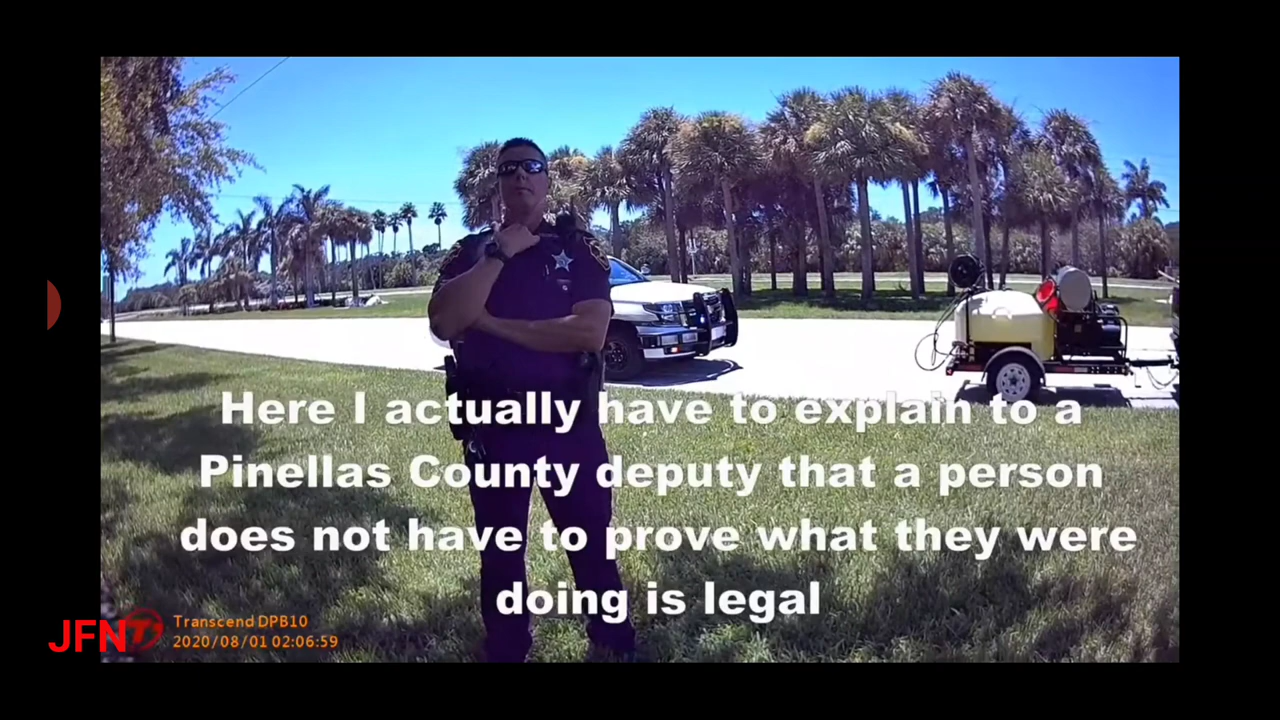 Here I actually have to explain to a
Pinellas County deputy that a person
does not have to prove what they were
doing is legal
JFN
Transcend DPB10
2020/08/01 02:06:59